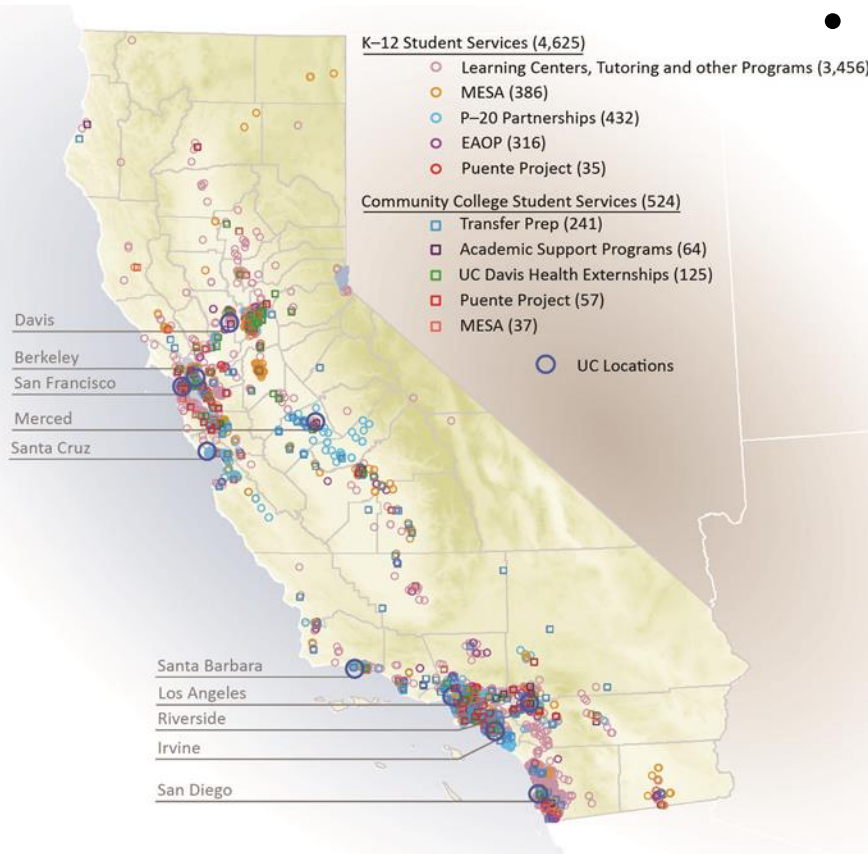 K–12 Student Services (4,625)
Learning Centers, Tutoring and other Programs (3,456)
MESA (386)
P–20 Partnerships (432)
EAOP (316)
Puente Project (35)
Community College Student Services (524)
Transfer Prep (241)
Academic Support Programs (64)
UC Davis Health Externships (125)
Puente Project (57)
MESA (37)
UC Locations
Davis
Berkeley
San Francisco
Merced
Santa Cruz
Santa Barbara
Los Angeles
Riverside
Irvine
San Diego